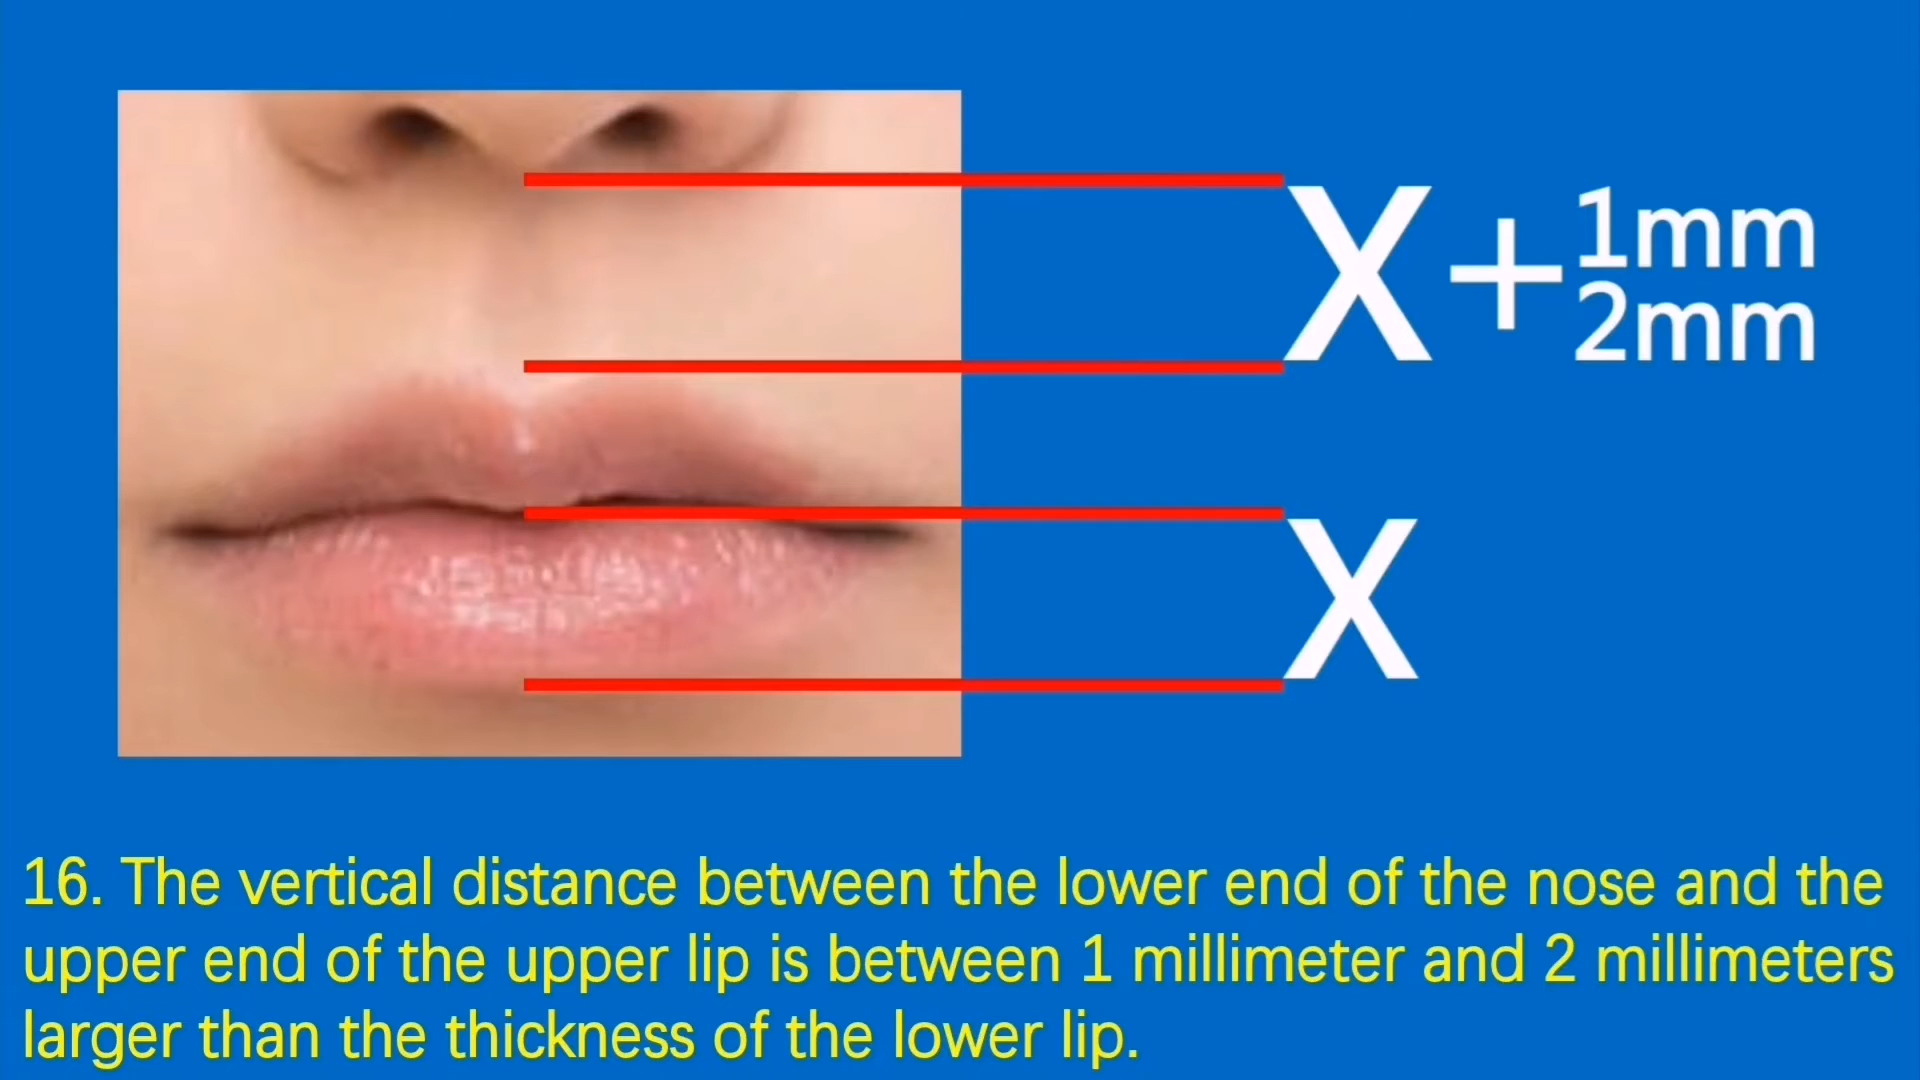 X+1mm
2mm
X
16. The vertical distance between the lower end of the nose and the
upper end of the upper lip is between 1 millimeter and 2 millimeters
larger than the thickness of the lower lip.